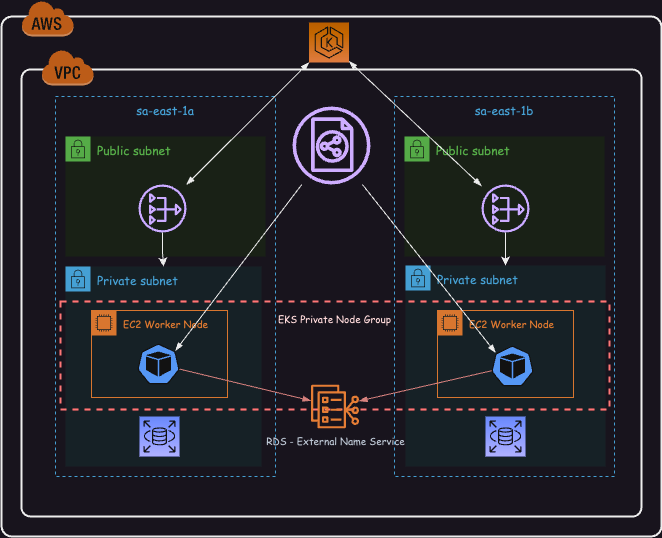 AWS
K
VPC
sa-east-1a
sa-east-1b
Public subnet
Public subnet
Private subnet
Private subnet
EC2 Worker Node
EKS Private Node Group
EC2 Worker Node
RDS - External Name Service